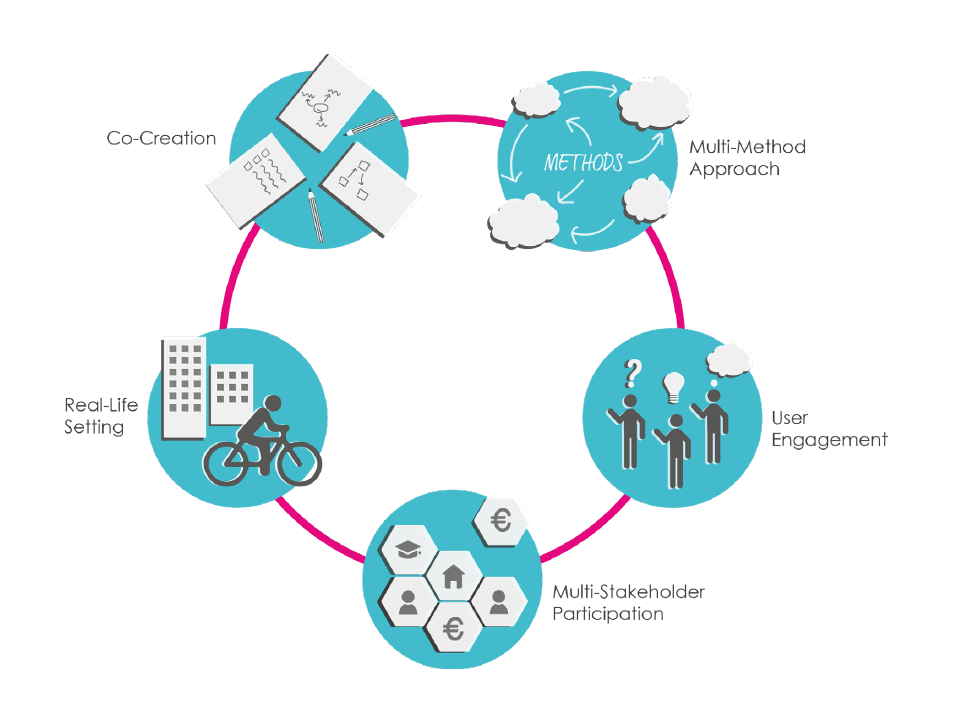 Co-Creation
METHODS
Multi-Method
Approach
?
Real-Life
Setting
User
Engagement
€
Multi-Stakeholder
Participation
€